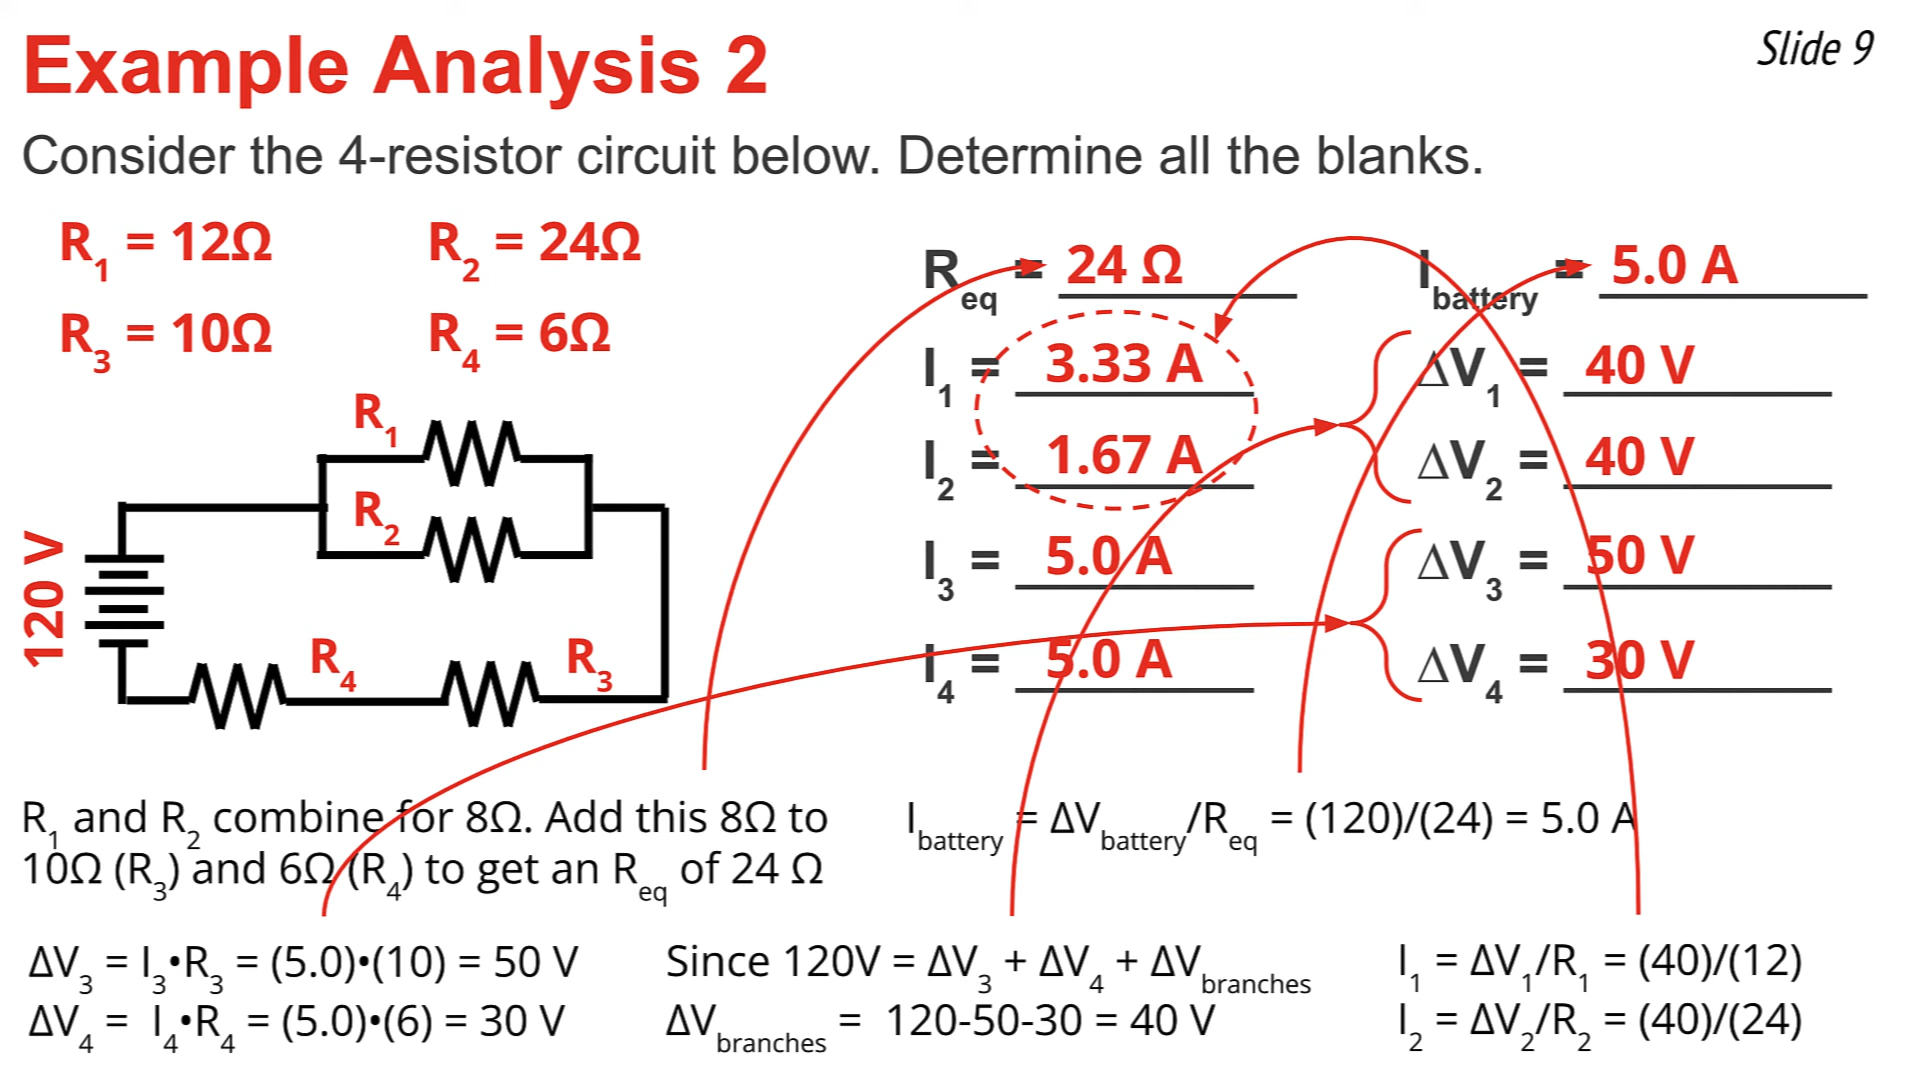 Example Analysis 2
Slide 9
Consider the 4-resistor circuit below. Determine all the blanks.
R1 = 12Ω R2 = 24Ω
R3 = 10Ω R4 = 6Ω
Req = 24 Ω Ibattery = 5.0 A
I1 = 3.33 A ΔV1 = 40 V
I2 = 1.67 A ΔV2 = 40 V
I3 = 5.0 A ΔV3 = 50 V
I4 = 5.0 A ΔV4 = 30 V
R1
R2
120 V
R4 R3
R1 and R2 combine for 8Ω. Add this 8Ω to
10Ω (R3) and 6Ω (R4) to get an Req of 24 Ω
Ibattery = ΔVbattery/Req = (120)/(24) = 5.0 A
ΔV3 = I3•R3 = (5.0)•(10) = 50 V
ΔV4 = I4•R4 = (5.0)•(6) = 30 V
Since 120V = ΔV3 + ΔV4 + ΔVbranches
ΔVbranches = 120-50-30 = 40 V
I1 = ΔV1/R1 = (40)/(12)
I2 = ΔV2/R2 = (40)/(24)